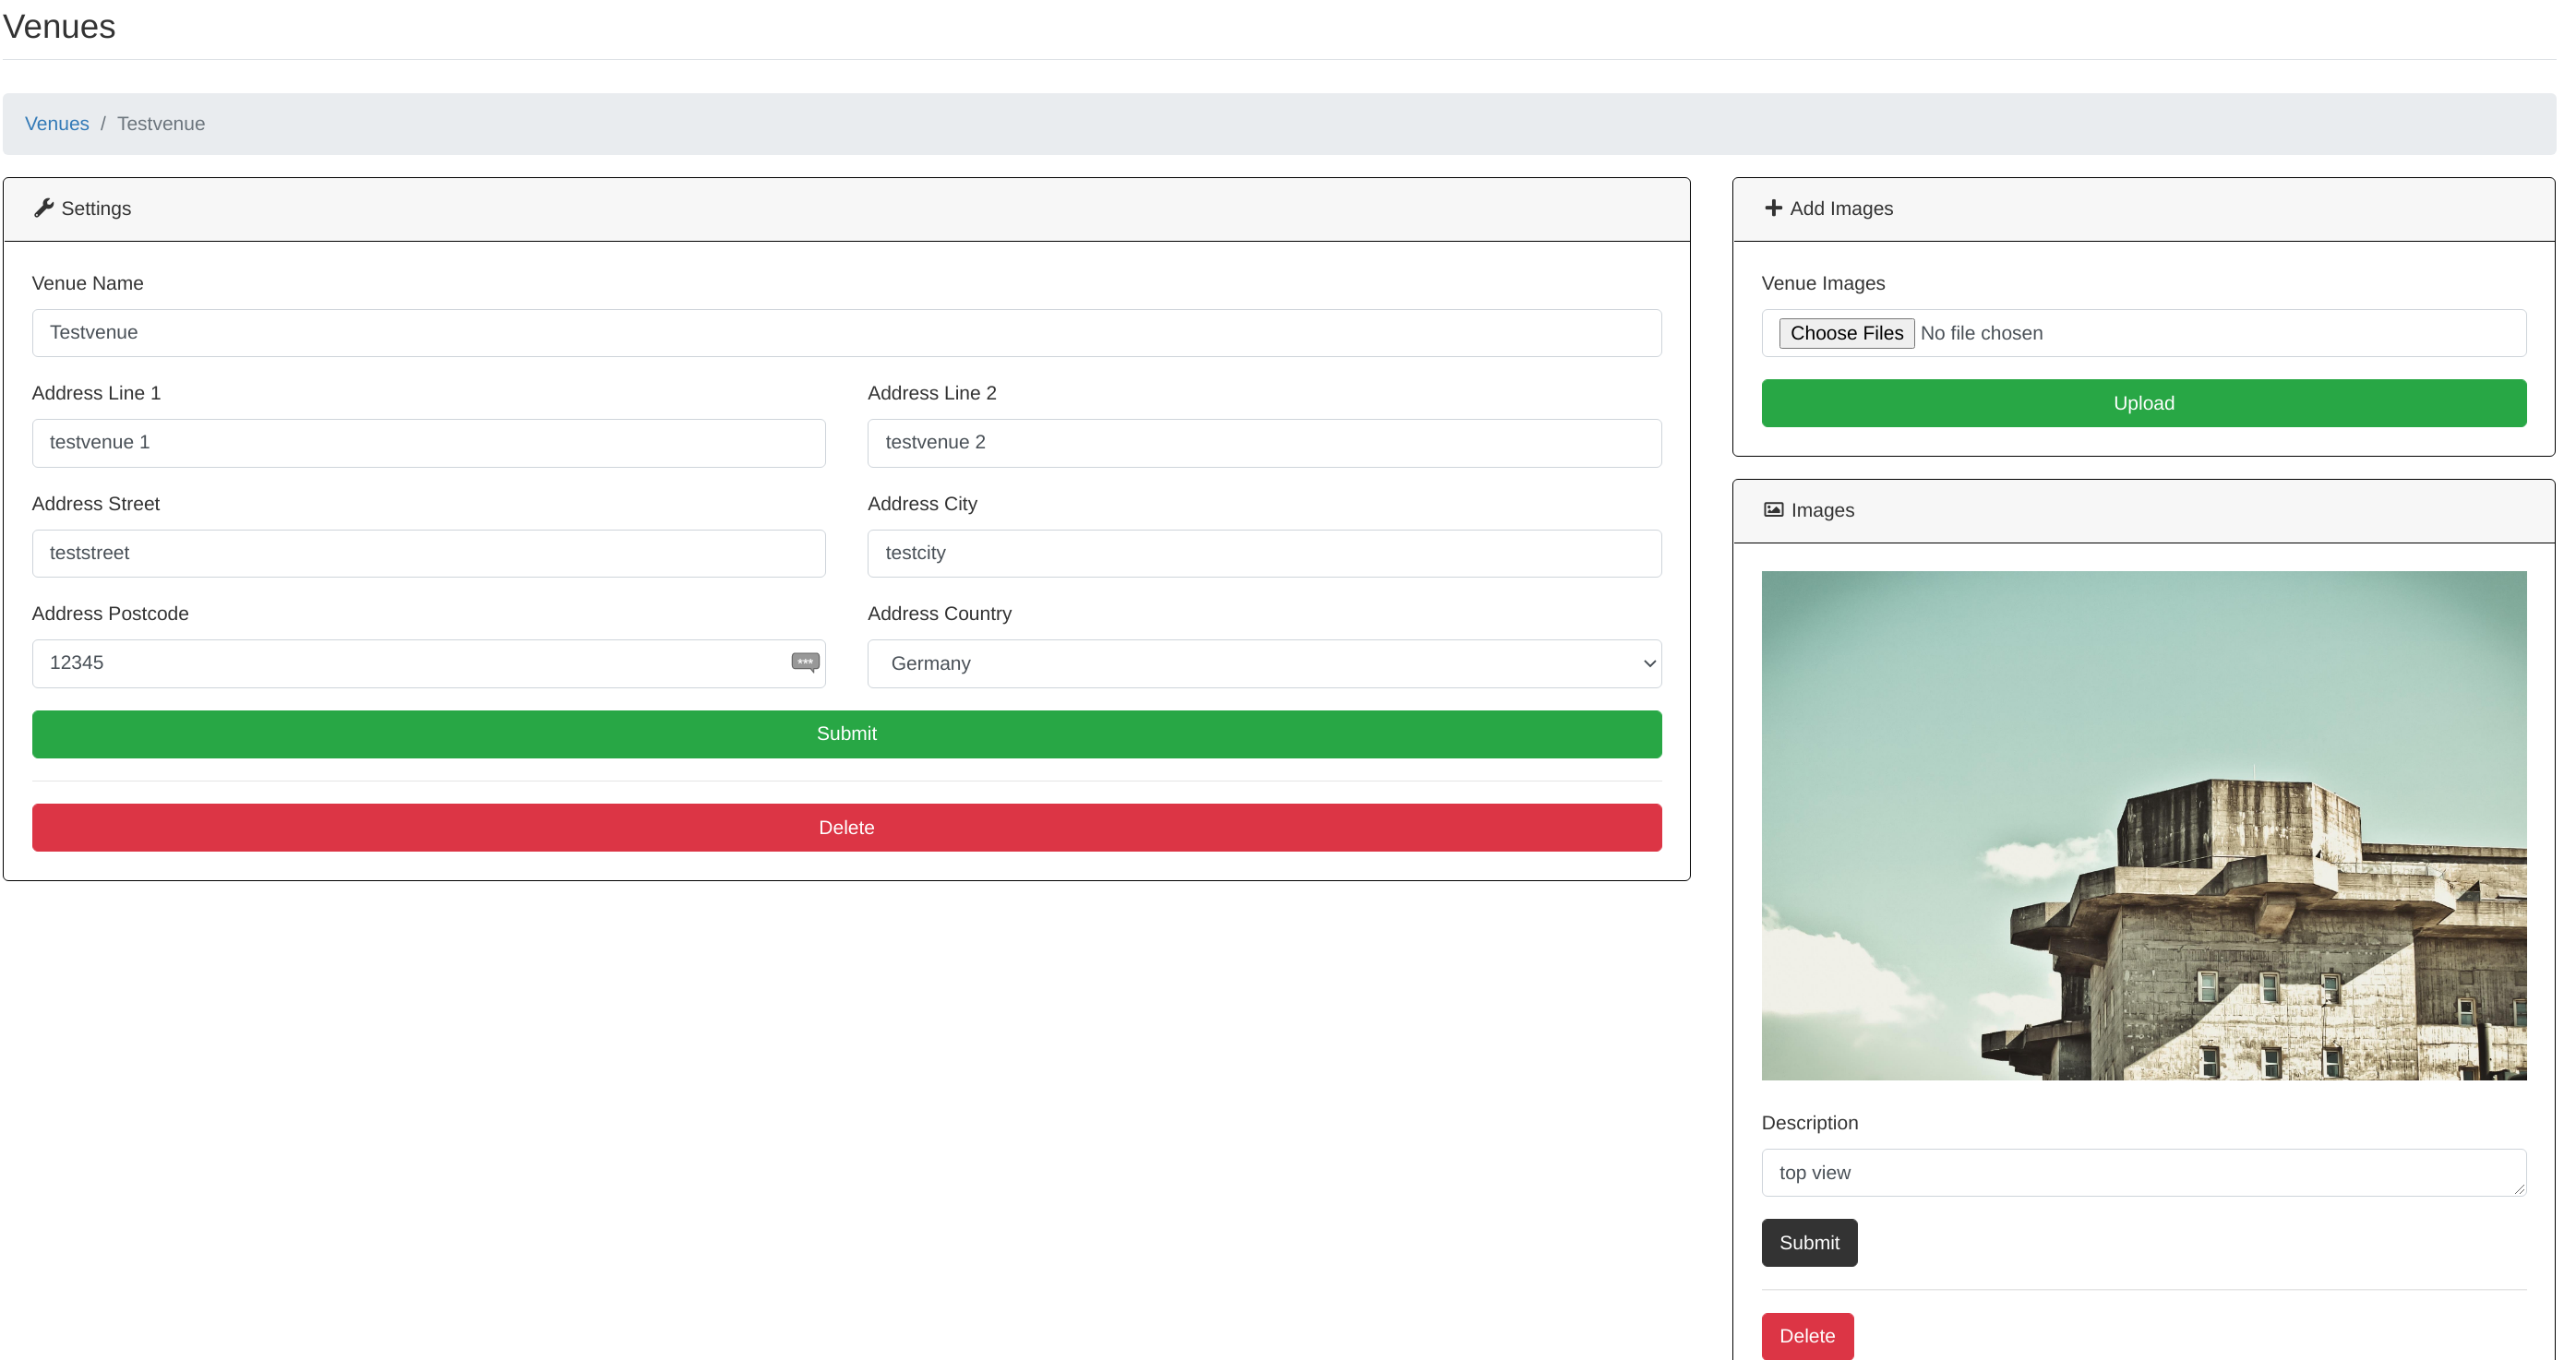 Venues
Venues / Testvenue
Settings
Venue Name
Testvenue
Address Line 1
Address Line 2
testvenue 1
testvenue 2
Address Street
Address City
teststreet
testcity
Address Postcode
Address Country
12345
***
Germany
Submit
Delete
Add Images
Venue Images
Choose Files No file chosen
Upload
Images
Description
top view
Submit
Delete